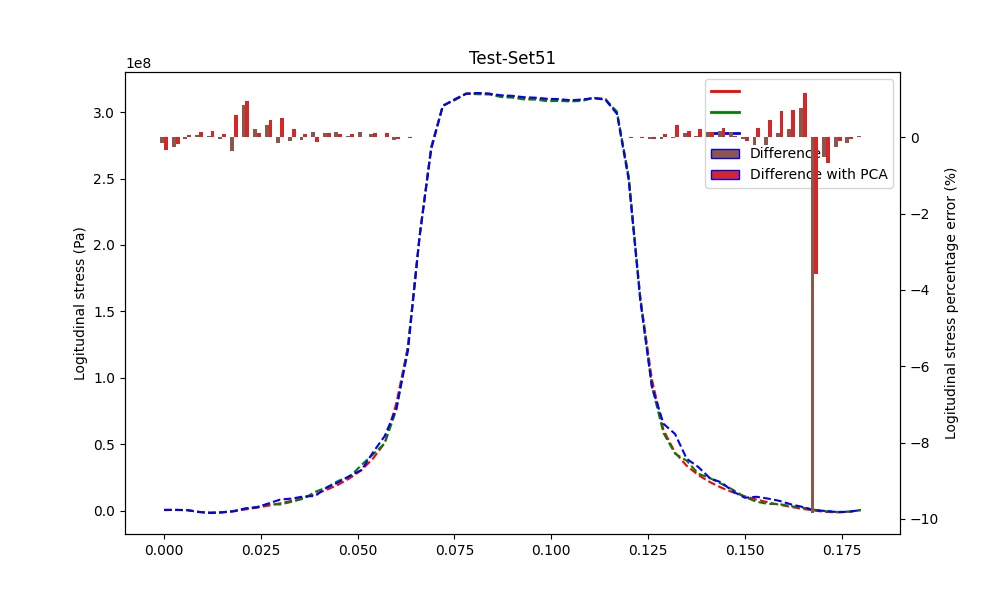 Test-Set51
1e8
3.0
2.5
2.0
1.5
1.0
0.5
0.0
Logitudinal stress (Pa)
Difference
Difference with PCA
0
−2
−4
−6
−8
−10
Logitudinal stress percentage error (%)
0.000 0.025 0.050 0.075 0.100 0.125 0.150 0.175